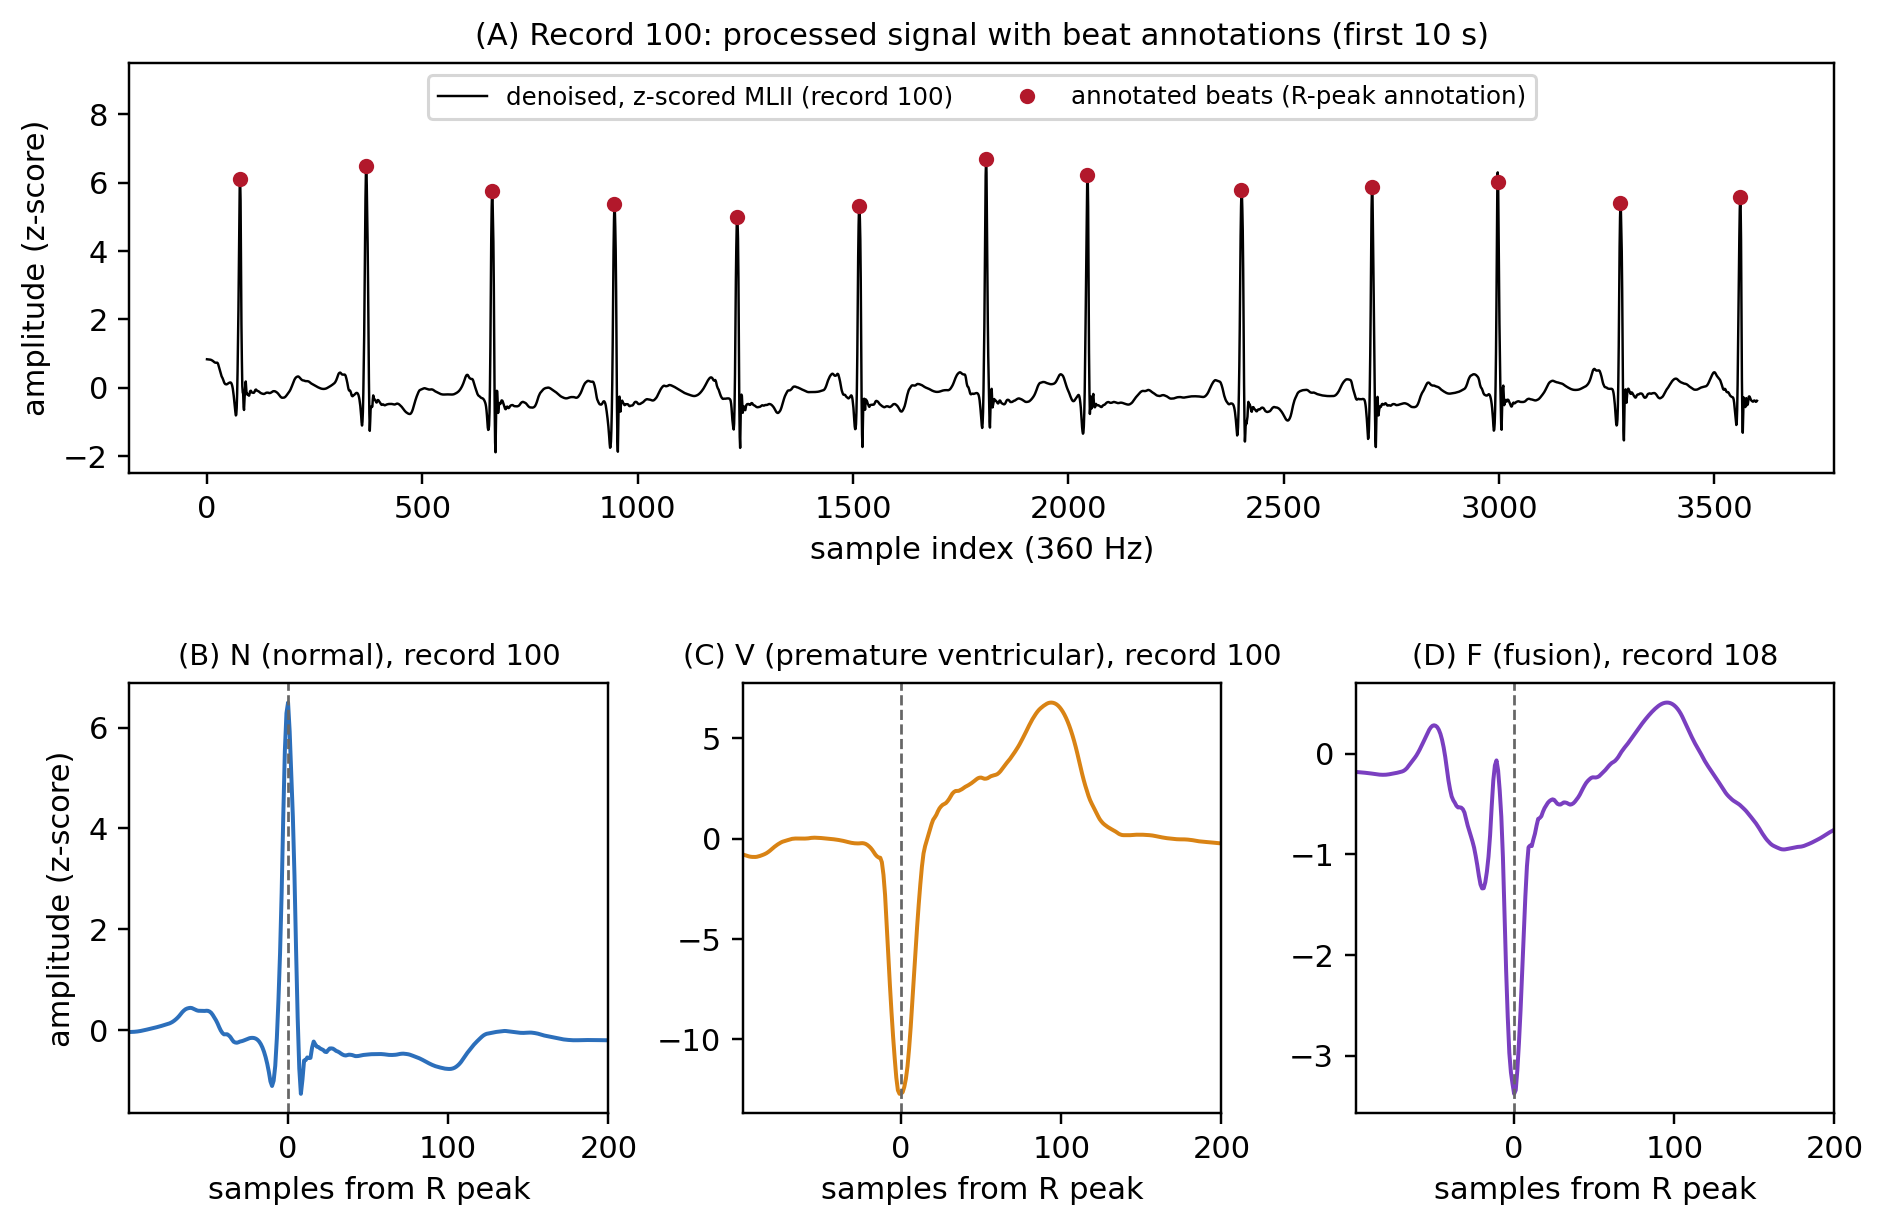 (A) Record 100: processed signal with beat annotations (first 10 s)
denoised, z-scored MLII (record 100)
annotated beats (R-peak annotation)
amplitude (z-score)
8
6
4
2
0
−2
0
500
1000
1500
2000
2500
3000
3500
sample index (360 Hz)
(B) N (normal), record 100
amplitude (z-score)
6
4
2
0
0
100
200
samples from R peak
(C) V (premature ventricular), record 100
5
0
−5
−10
0
100
200
samples from R peak
(D) F (fusion), record 108
0
−1
−2
−3
0
100
200
samples from R peak